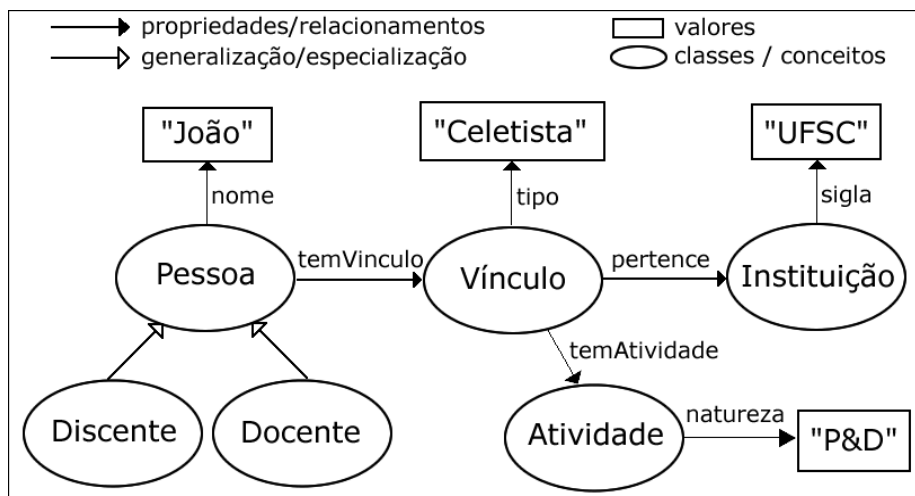 propriedades/relacionamentos
generalização/especialização
valores
classes / conceitos
"João"
"Celetista"
"UFSC"
nome
tipo
sigla
Pessoa
temVinculo
Vínculo
pertence
Instituição
temAtividade
Discente
Docente
Atividade
natureza
"P&D"